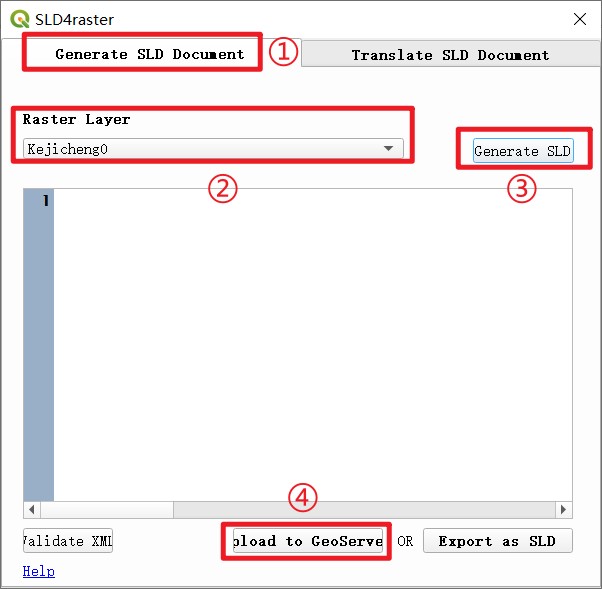 SLD4raster
Generate SLD Document ① Translate SLD Document
Raster Layer
Kejicheng0
Generate SLD
② ③
1
④
alidate XML pload to GeoServe OR Export as SLD
Help